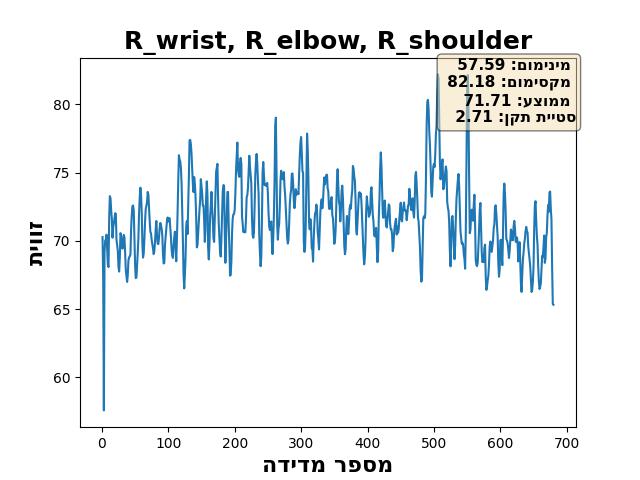 R_wrist, R_elbow, R_shoulder
מינימום: 57.59
מקסימום: 82.18
ממוצע: 71.71
סטיית תקן: 2.71
זווית
80
75
70
65
60
0 100 200 300 400 500 600 700
מספר מדידה